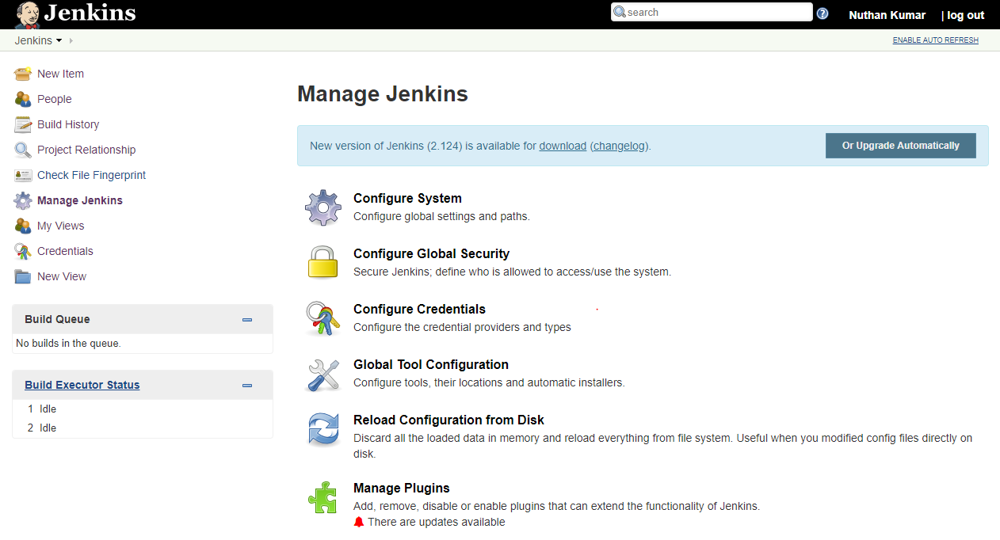 Jenkins
search
Nuthan Kumar | log out
Jenkins
ENABLE AUTO REFRESH
New Item
People
Build History
Project Relationship
Check File Fingerprint
Manage Jenkins
My Views
Credentials
New View
Build Queue
No builds in the queue.
Build Executor Status
1 Idle
2 Idle
Manage Jenkins
New version of Jenkins (2.124) is available for download (changelog).
Or Upgrade Automatically
Configure System
Configure global settings and paths.
Configure Global Security
Secure Jenkins; define who is allowed to access/use the system.
Configure Credentials
Configure the credential providers and types
Global Tool Configuration
Configure tools, their locations and automatic installers.
Reload Configuration from Disk
Discard all the loaded data in memory and reload everything from file system. Useful when you modified config files directly on
disk.
Manage Plugins
Add, remove, disable or enable plugins that can extend the functionality of Jenkins.
There are updates available